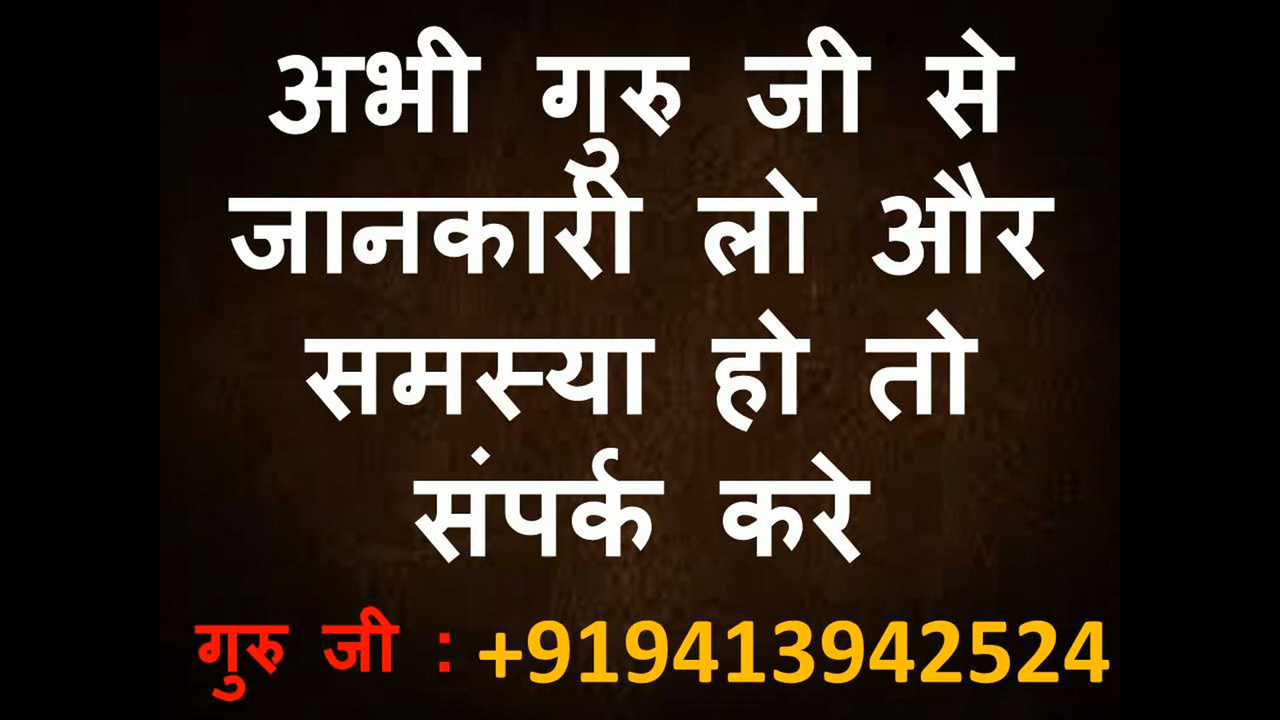 अभी गुरु जी से
जानकारी लो और
समस्या हो तो
संपर्क करे
गुरु जी : +919413942524